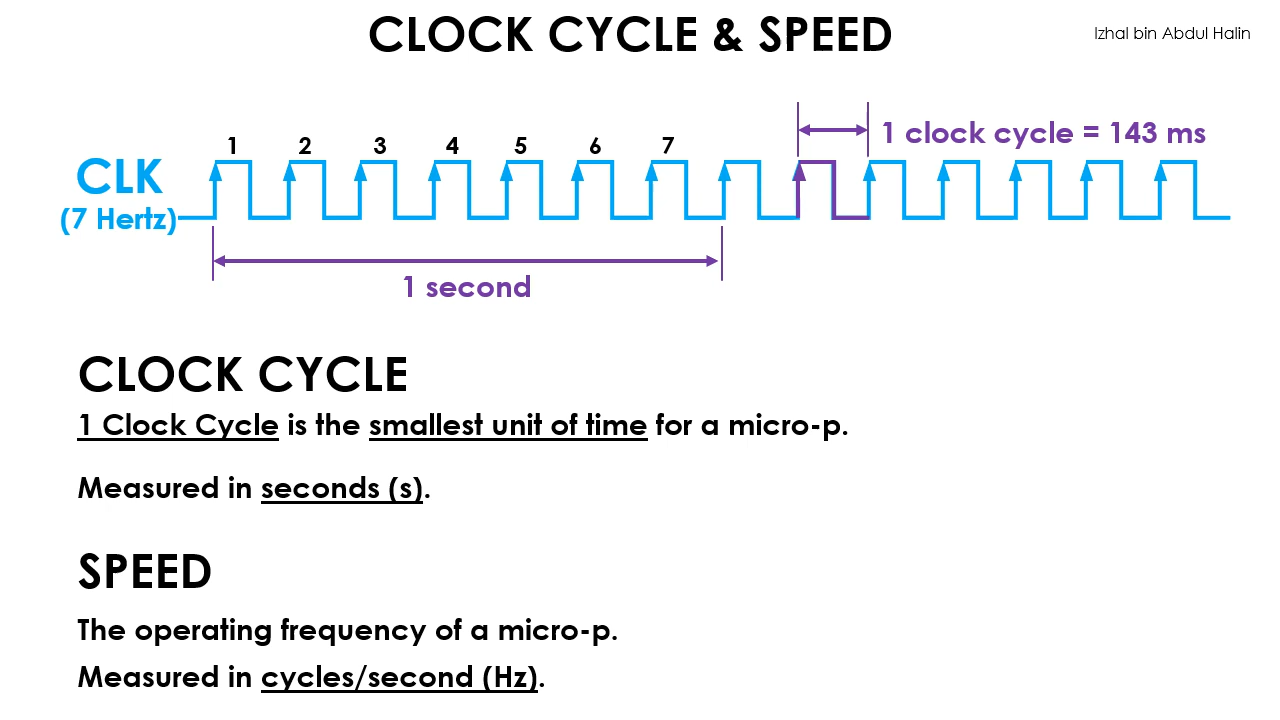 CLOCK CYCLE & SPEED
Izhal bin Abdul Halin
1 2 3 4 5 6 7
1 clock cycle = 143 ms
CLK
(7 Hertz)
1 second
CLOCK CYCLE
1 Clock Cycle is the smallest unit of time for a micro-p.
Measured in seconds (s).
SPEED
The operating frequency of a micro-p.
Measured in cycles/second (Hz).